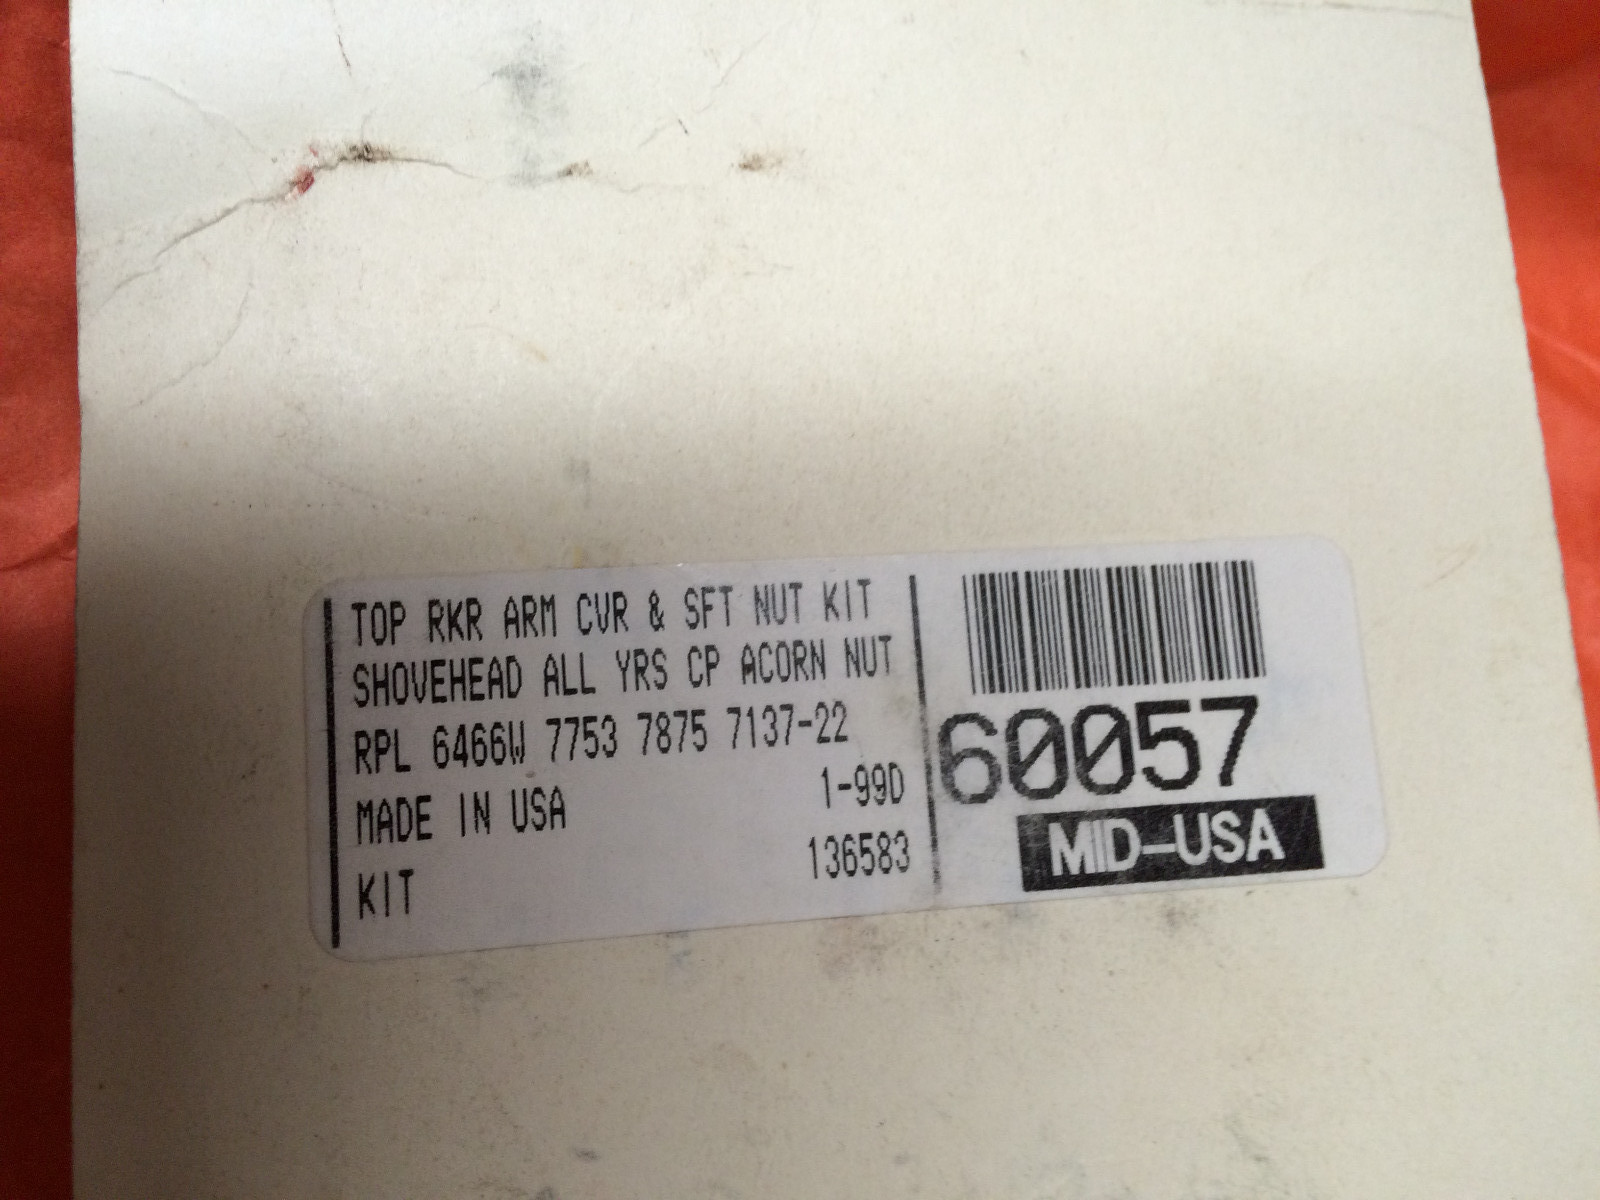 TOP RKR ARM CVR & SFT NUT KIT
SHOVEHEAD ALL YRS CP ACORN NUT
RPL 6466W 7753 7875 7137-22
MADE IN USA 1-99D
KIT 136583
60057
MID-USA